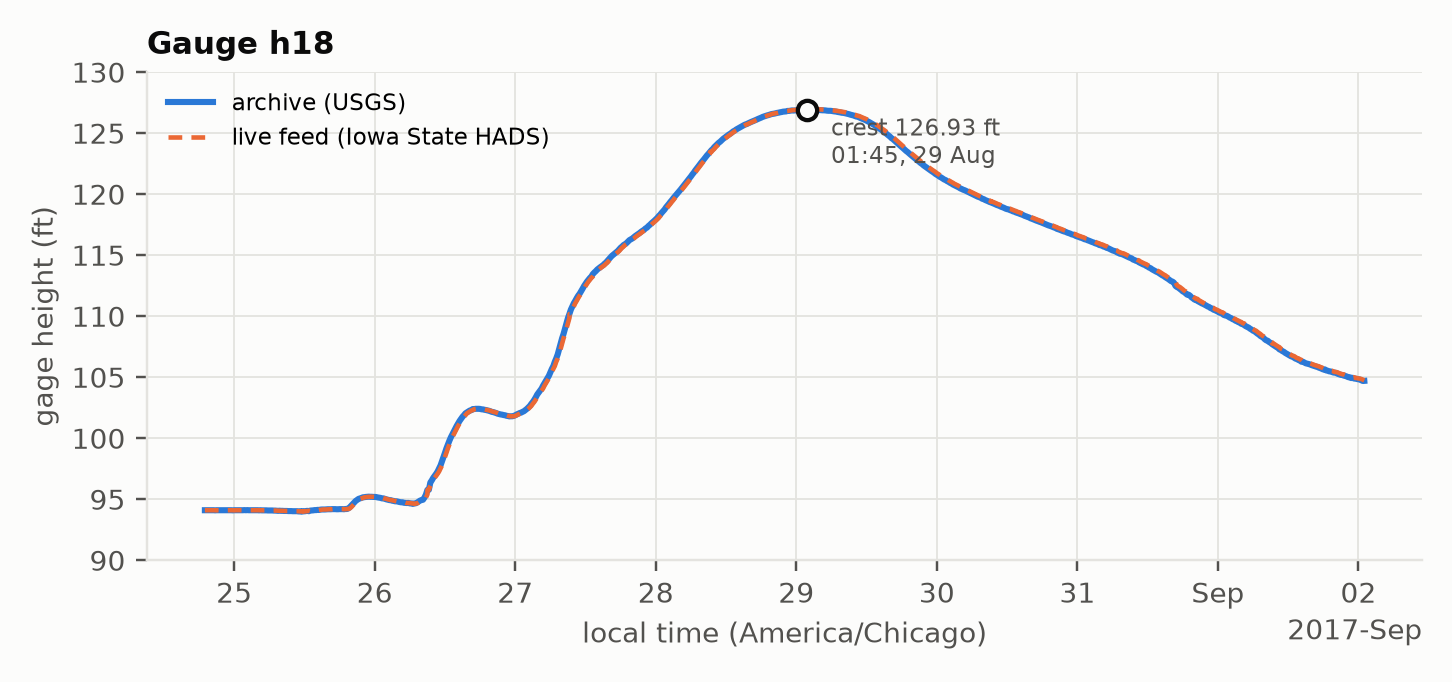 Gauge h18
archive (USGS)
live feed (Iowa State HADS)
crest 126.93 ft
01:45, 29 Aug
gage height (ft)
130
125
120
115
110
105
100
95
90
25 26 27 28 29 30 31 Sep 02
2017-Sep
local time (America/Chicago)